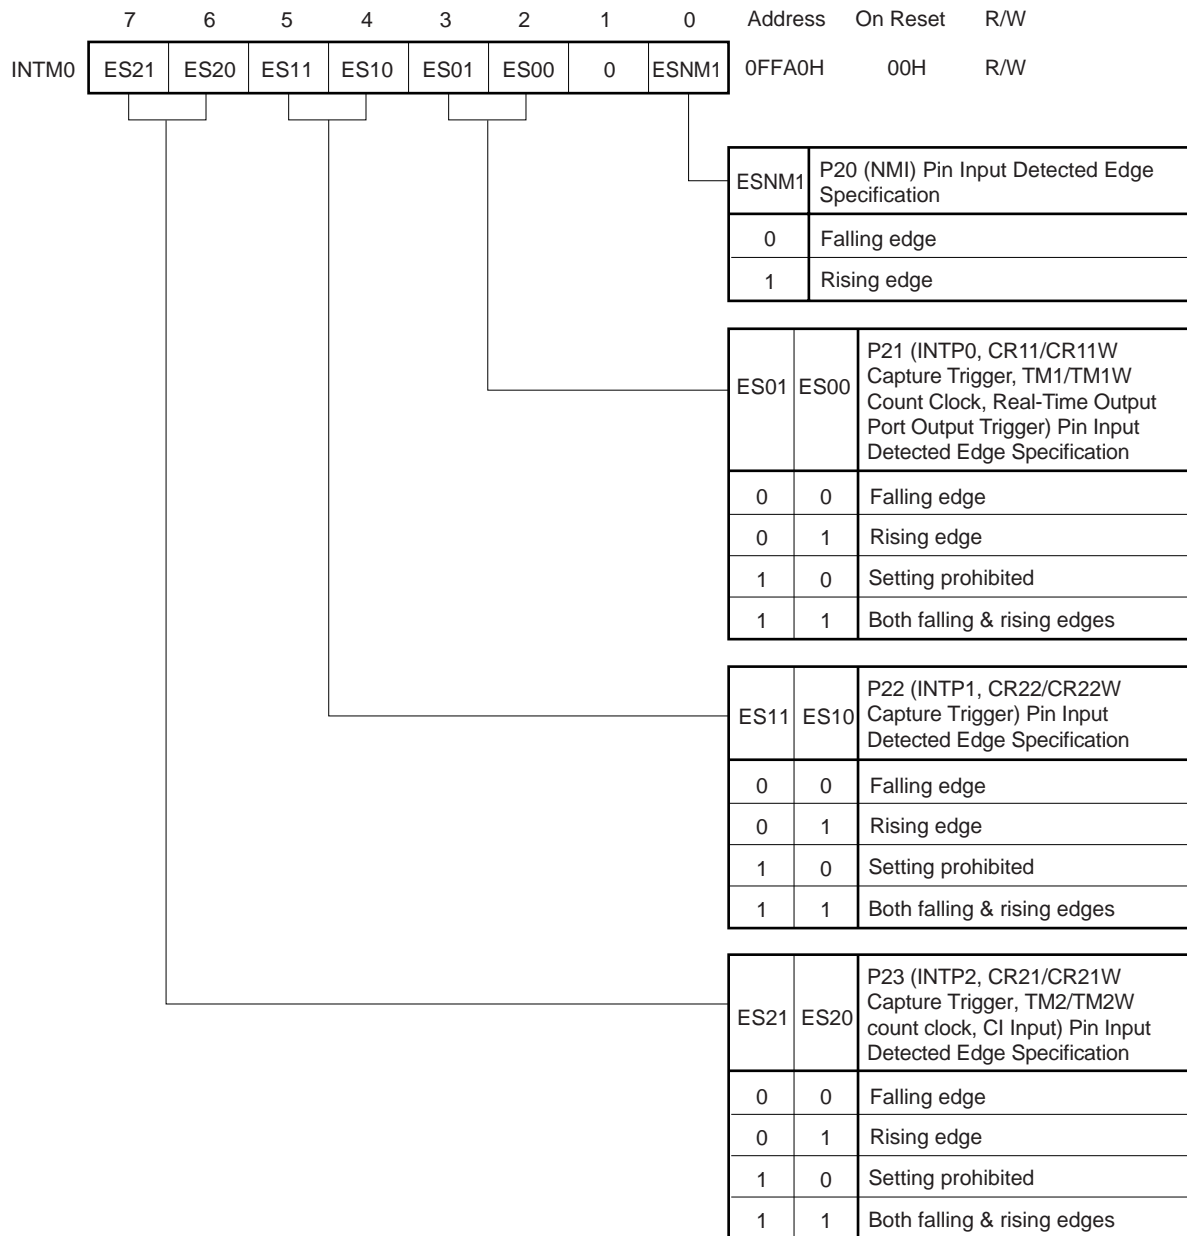 7 6 5 4 3 2 1 0 Address On Reset R/W
INTM0 ES21 ES20 ES11 ES10 ES01 ES00 0 ESNM1 0FFA0H 00H R/W
ESNM1 P20 (NMI) Pin Input Detected Edge
Specification
0 Falling edge
1 Rising edge
ES01 ES00 P21 (INTP0, CR11/CR11W
Capture Trigger, TM1/TM1W
Count Clock, Real-Time Output
Port Output Trigger) Pin Input
Detected Edge Specification
0 0 Falling edge
0 1 Rising edge
1 0 Setting prohibited
1 1 Both falling & rising edges
ES11 ES10 P22 (INTP1, CR22/CR22W
Capture Trigger) Pin Input
Detected Edge Specification
0 0 Falling edge
0 1 Rising edge
1 0 Setting prohibited
1 1 Both falling & rising edges
ES21 ES20 P23 (INTP2, CR21/CR21W
Capture Trigger, TM2/TM2W
count clock, CI Input) Pin Input
Detected Edge Specification
0 0 Falling edge
0 1 Rising edge
1 0 Setting prohibited
1 1 Both falling & rising edges